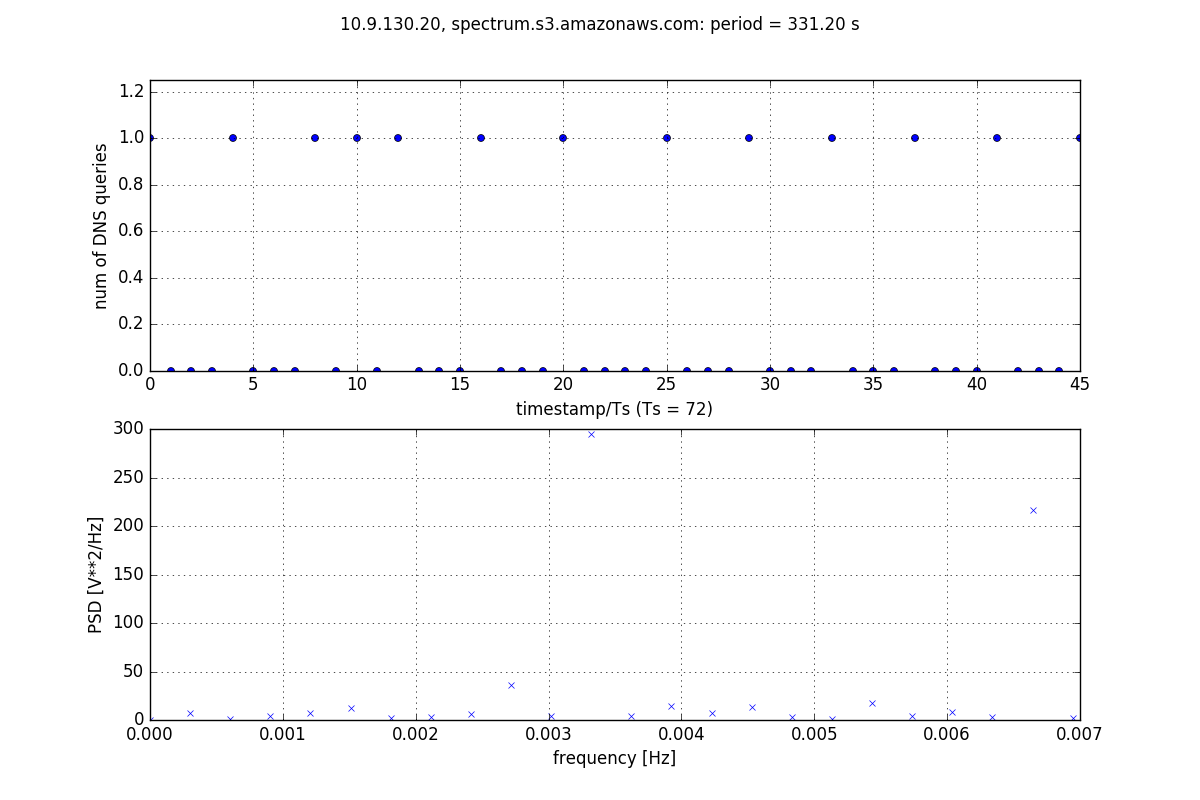 10.9.130.20, spectrum.s3.amazonaws.com: period = 331.20 s
1.2
1.0
0.8
0.6
0.4
0.2
0.0
num of DNS queries
0 5 10 15 20 25 30 35 40 45
timestamp/Ts (Ts = 72)
300
250
200
150
100
50
0
PSD [V**2/Hz]
0.000 0.001 0.002 0.003 0.004 0.005 0.006 0.007
frequency [Hz]